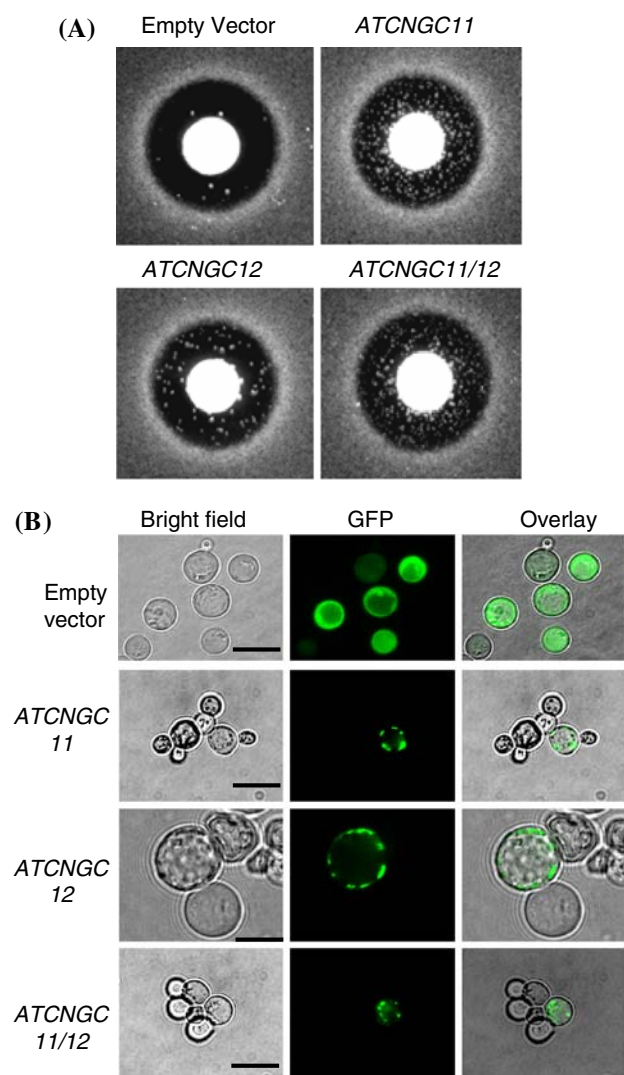 (A)
Empty Vector
ATCNGC11
ATCNGC12
ATCNGC11/12
(B)
Bright field
GFP
Overlay
Empty
vector
ATCNGC
11
ATCNGC
12
ATCNGC
11/12